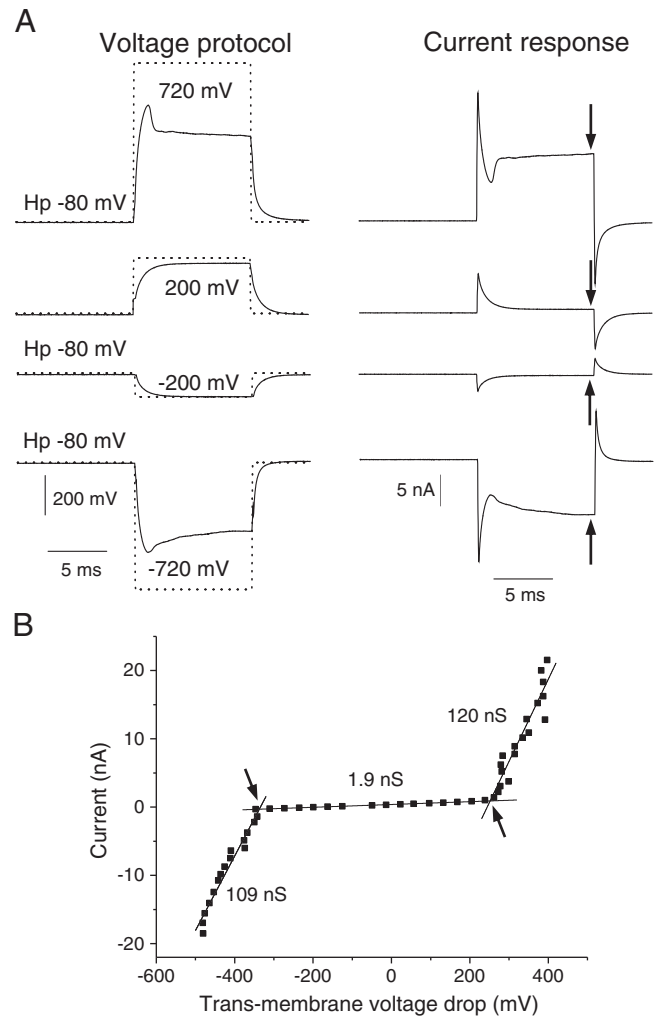 A
Voltage protocol
Current response
720 mV
Hp -80 mV
200 mV
Hp -80 mV
-200 mV
Hp -80 mV
200 mV
5 nA
-720 mV
5 ms
5 ms
B
Current (nA)
20
10
0
-10
-20
120 nS
1.9 nS
109 nS
-600
-400
-200
0
200
400
Trans-membrane voltage drop (mV)